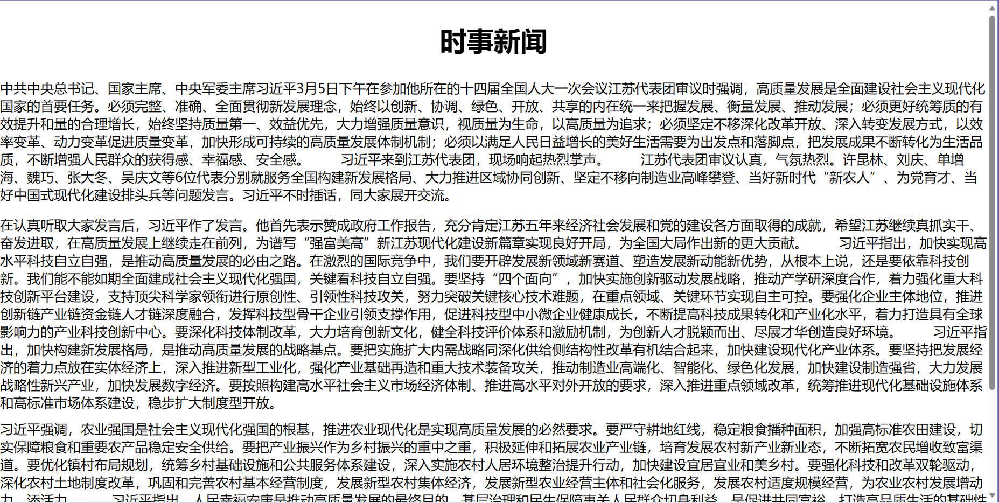 时事新闻
中共中央总书记、国家主席、中央军委主席习近平3月5日下午在参加他所在的十四届全国人大一次会议江苏代表团审议时强调，高质量发展是全面建设社会主义现代化
国家的首要任务。必须完整、准确、全面贯彻新发展理念，始终以创新、协调、绿色、开放、共享的内在统一来把握发展、衡量发展、推动发展；必须更好统筹质的有
效提升和量的合理增长，始终坚持质量第一、效益优先，大力增强质量意识，视质量为生命，以高质量为追求；必须坚定不移深化改革开放、深入转变发展方式，以效
率变革、动力变革促进质量变革，加快形成可持续的高质量发展体制机制；必须以满足人民日益增长的美好生活需要为出发点和落脚点，把发展成果不断转化为生活品
质，不断增强人民群众的获得感、幸福感、安全感。 习近平来到江苏代表团，现场响起热烈掌声。 江苏代表团审议认真，气氛热烈。许昆林、刘庆、单增
海、魏巧、张大冬、吴庆文等6位代表分别就服务全国构建新发展格局、大力推进区域协同创新、坚定不移向制造业高峰攀登、当好新时代“新农人”、为党育才、当
好中国式现代化建设排头兵等问题发言。习近平不时插话，同大家展开交流。
在认真听取大家发言后，习近平作了发言。他首先表示赞成政府工作报告，充分肯定江苏五年来经济社会发展和党的建设各方面取得的成就，希望江苏继续真抓实干、
奋发进取，在高质量发展上继续走在前列，为谱写“强富美高”新江苏现代化建设新篇章实现良好开局，为全国大局作出新的更大贡献。 习近平指出，加快实现高
水平科技自立自强，是推动高质量发展的必由之路。在激烈的国际竞争中，我们要开辟发展新领域新赛道、塑造发展新动能新优势，从根本上说，还是要依靠科技创
新。我们能不能如期全面建成社会主义现代化强国，关键看科技自立自强。要坚持“四个面向”，加快实施创新驱动发展战略，推动产学研深度合作，着力强化重大科
技创新平台建设，支持顶尖科学家领衔进行原创性、引领性科技攻关，努力突破关键核心技术难题，在重点领域、关键环节实现自主可控。要强化企业主体地位，推进
创新链产业链资金链人才链深度融合，发挥科技型骨干企业引领支撑作用，促进科技型中小微企业健康成长，不断提高科技成果转化和产业化水平，着力打造具有全球
影响力的产业科技创新中心。要深化科技体制改革，大力培育创新文化，健全科技评价体系和激励机制，为创新人才脱颖而出、尽展才华创造良好环境。 习近平指
出，加快构建新发展格局，是推动高质量发展的战略基点。要把实施扩大内需战略同深化供给侧结构性改革有机结合起来，加快建设现代化产业体系。要坚持把发展经
济的着力点放在实体经济上，深入推进新型工业化，强化产业基础再造和重大技术装备攻关，推动制造业高端化、智能化、绿色化发展，加快建设制造强省，大力发展
战略性新兴产业，加快发展数字经济。要按照构建高水平社会主义市场经济体制、推进高水平对外开放的要求，深入推进重点领域改革，统筹推进现代化基础设施体系
和高标准市场体系建设，稳步扩大制度型开放。
习近平强调，农业强国是社会主义现代化强国的根基，推进农业现代化是实现高质量发展的必然要求。要严守耕地红线，稳定粮食播种面积，加强高标准农田建设，切
实保障粮食和重要农产品稳定安全供给。要把产业振兴作为乡村振兴的重中之重，积极延伸和拓展农业产业链，培育发展农村新产业新业态，不断拓宽农民增收致富渠
道。要优化镇村布局规划，统筹乡村基础设施和公共服务体系建设，深入实施农村人居环境整治提升行动，加快建设宜居宜业和美乡村。要强化科技和改革双轮驱动，
深化农村土地制度改革，巩固和完善农村基本经营制度，发展新型农村集体经济，发展新型农业经营主体和社会化服务，发展农村适度规模经营，为农业农村发展增动
力、添活力。 习近平指出，人民幸福安康是推动高质量发展的最终目的。基层治理和民生保障事关人民群众切身利益，是促进共同富裕、打造高品质生活的基础性